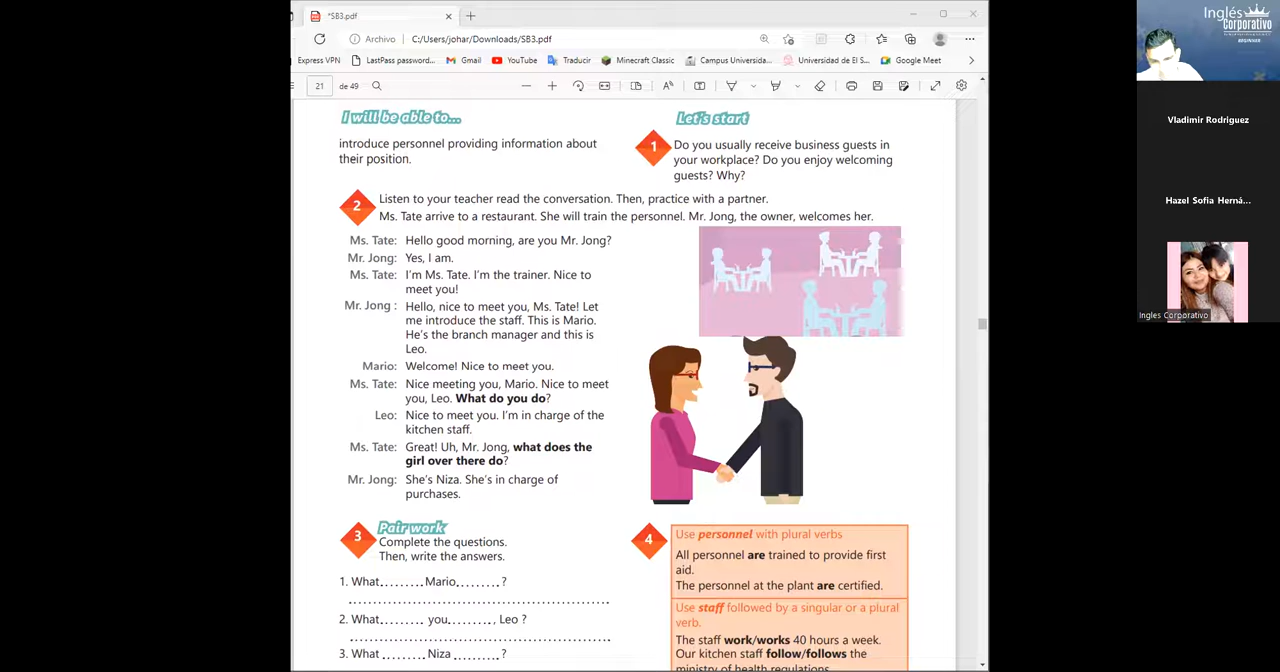 *SB3.pdf
Archivo
C:/Users/johar/Downloads/SB3.pdf
Express VPN
LastPass password...
Gmail
YouTube
Traducir
Minecraft Classic
Campus Universida...
Universidad de El S...
Google Meet
21
de 49
I will be able to...
introduce personnel providing information about
their position.
Let's start
1
Do you usually receive business guests in
your workplace? Do you enjoy welcoming
guests? Why?
2
Listen to your teacher read the conversation. Then, practice with a partner.
Ms. Tate arrive to a restaurant. She will train the personnel. Mr. Jong, the owner, welcomes her.
Ms. Tate: Hello good morning, are you Mr. Jong?
Mr. Jong: Yes, I am.
Ms. Tate: I'm Ms. Tate. I'm the trainer. Nice to
meet you!
Mr. Jong : Hello, nice to meet you, Ms. Tate! Let
me introduce the staff. This is Mario.
He's the branch manager and this is
Leo.
Mario: Welcome! Nice to meet you.
Ms. Tate: Nice meeting you, Mario. Nice to meet
you, Leo. What do you do?
Leo: Nice to meet you. I'm in charge of the
kitchen staff.
Ms. Tate: Great! Uh, Mr. Jong, what does the
girl over there do?
Mr. Jong: She's Niza. She's in charge of
purchases.
3
Pair work
Complete the questions.
Then, write the answers.
1. What ......... Mario ......... ?
2. What ......... you ......... , Leo ?
3. What ......... Niza ......... ?
4
Use personnel with plural verbs
All personnel are trained to provide first
aid.
The personnel at the plant are certified.
Use staff followed by a singular or a plural
verb.
The staff work/works 40 hours a week.
Our kitchen staff follow/follows the
ministry of health regulations.
Inglés
Corporativo
BEGINNER
Vladimir Rodriguez
Hazel Sofia Herná...
Ingles Corporativo